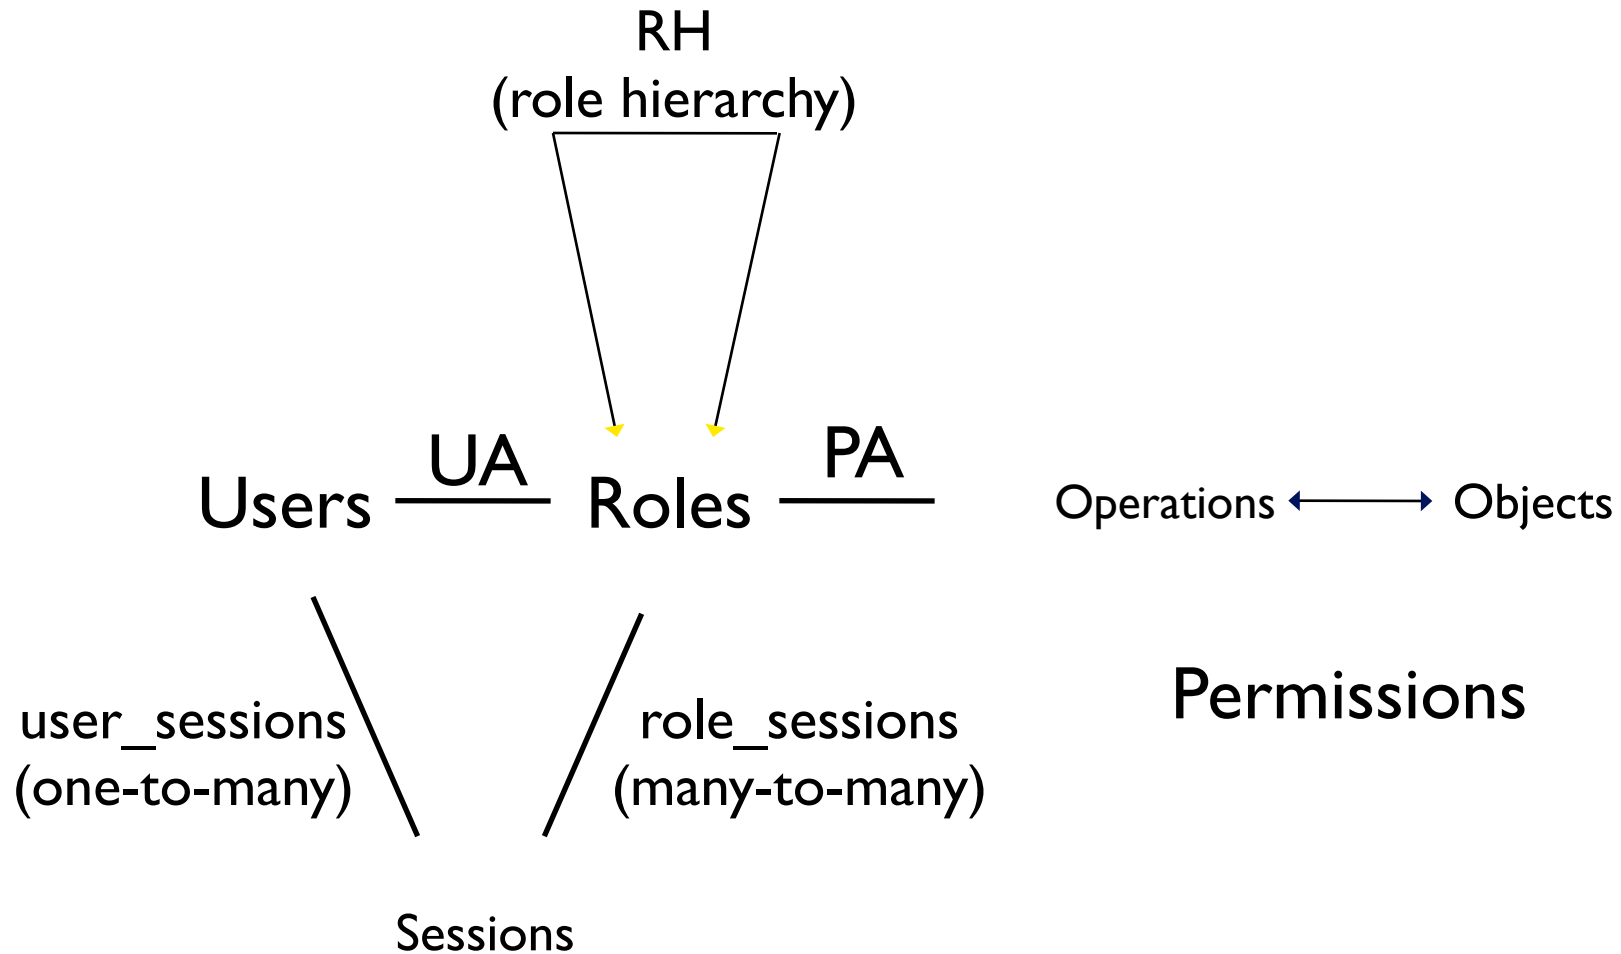 RH
(role hierarchy)
UA
PA
Users
Roles
Operations
Objects
user_sessions
(one-to-many)
role_sessions
(many-to-many)
Permissions
Sessions